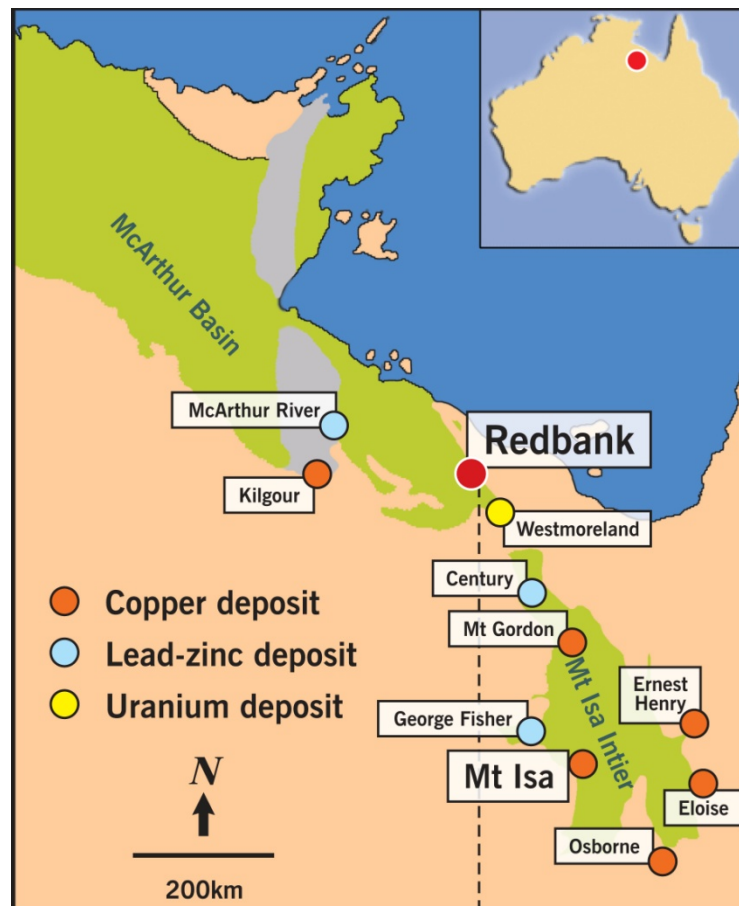 McArthur Basin
McArthur River
Redbank
Kilgour
Westmoreland
Century
Copper deposit
Mt Gordon
Lead-zinc deposit
Mt Isa Intier
Ernest
Henry
Uranium deposit
George Fisher
Mt Isa
N
Eloise
Osborne
200km